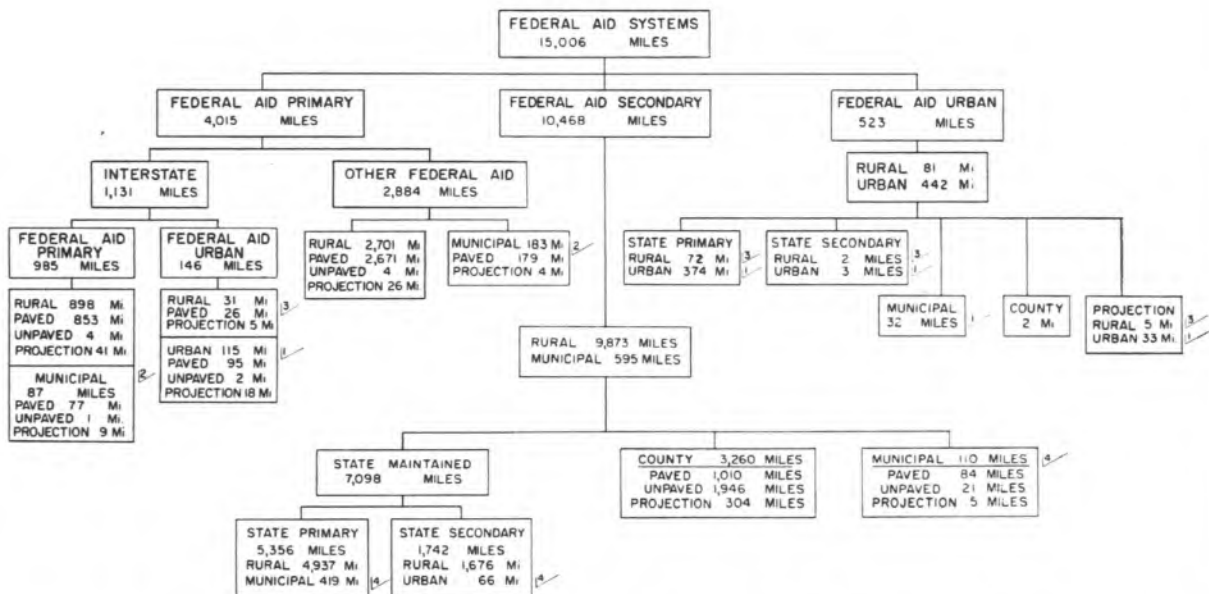 FEDERAL AID SYSTEMS
15,006 MILES
FEDERAL AID PRIMARY
4,015 MILES
FEDERAL AID SECONDARY
10,468 MILES
FEDERAL AID URBAN
523 MILES
INTERSTATE
1,131 MILES
OTHER FEDERAL AID
2,884 MILES
RURAL 81 Mi
URBAN 442 Mi
FEDERAL AID
PRIMARY
985 MILES
FEDERAL AID
URBAN
146 MILES
RURAL 2,701 Mi
PAVED 2,671 Mi
UNPAVED 4 Mi
PROJECTION 26 Mi
MUNICIPAL 183 Mi 2
PAVED 179 Mi
PROJECTION 4 Mi
STATE PRIMARY
RURAL 72 Mi 3
URBAN 374 Mi 1
STATE SECONDARY
RURAL 2 MILES 3
URBAN 3 MILES 1
MUNICIPAL
32 MILES 1
COUNTY
2 Mi
PROJECTION
RURAL 5 Mi 3
URBAN 33 Mi. 1
RURAL 898 Mi.
PAVED 853 Mi
UNPAVED 4 Mi
PROJECTION 41 Mi
MUNICIPAL 2
87 MILES
PAVED 77 Mi
UNPAVED 1 Mi.
PROJECTION 9 Mi
RURAL 31 Mi 3
PAVED 26 Mi
PROJECTION 5 Mi
URBAN 115 Mi 1
PAVED 95 Mi
UNPAVED 2 Mi
PROJECTION 18 Mi
RURAL 9,873 MILES
MUNICIPAL 595 MILES
STATE MAINTAINED
7,098 MILES
COUNTY 3,260 MILES
PAVED 1,010 MILES
UNPAVED 1,946 MILES
PROJECTION 304 MILES
MUNICIPAL 110 MILES 4
PAVED 84 MILES
UNPAVED 21 MILES
PROJECTION 5 MILES
STATE PRIMARY
5,356 MILES
RURAL 4,937 Mi
MUNICIPAL 419 Mi 4
STATE SECONDARY
1,742 MILES
RURAL 1,676 Mi
URBAN 66 Mi 4